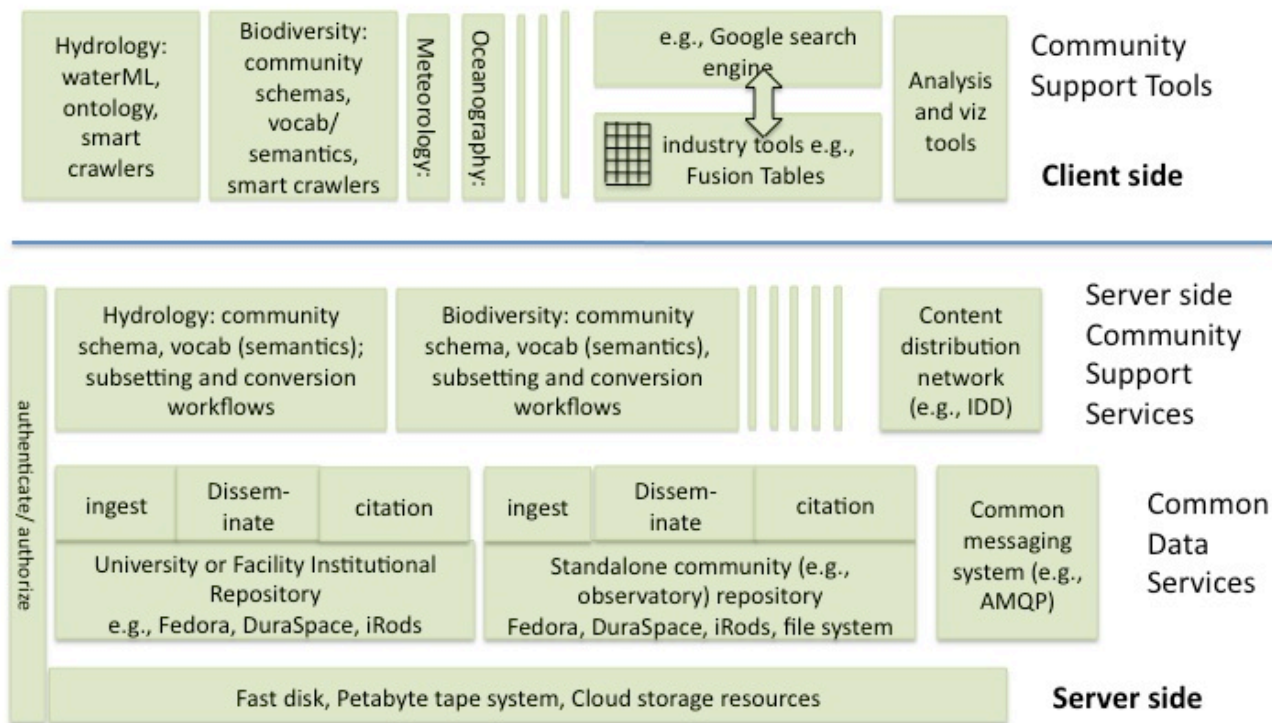 Hydrology:
waterML,
ontology,
smart
crawlers
Biodiversity:
community
schemas,
vocab/
semantics,
smart crawlers
Meteorology:
Oceanography:
e.g., Google search
engine
industry tools e.g.,
Fusion Tables
Analysis
and viz
tools
Community
Support Tools
Client side
authenticate/ authorize
Hydrology: community
schema, vocab (semantics);
subsetting and conversion
workflows
Biodiversity: community
schema, vocab (semantics),
subsetting and conversion
workflows
Content
distribution
network
(e.g., IDD)
Server side
Community
Support
Services
ingest
Dissem-
inate
citation
University or Facility Institutional
Repository
e.g., Fedora, DuraSpace, iRods
ingest
Dissem-
inate
citation
Standalone community (e.g.,
observatory) repository
Fedora, DuraSpace, iRods, file system
Common
messaging
system (e.g.,
AMQP)
Common
Data
Services
Fast disk, Petabyte tape system, Cloud storage resources
Server side